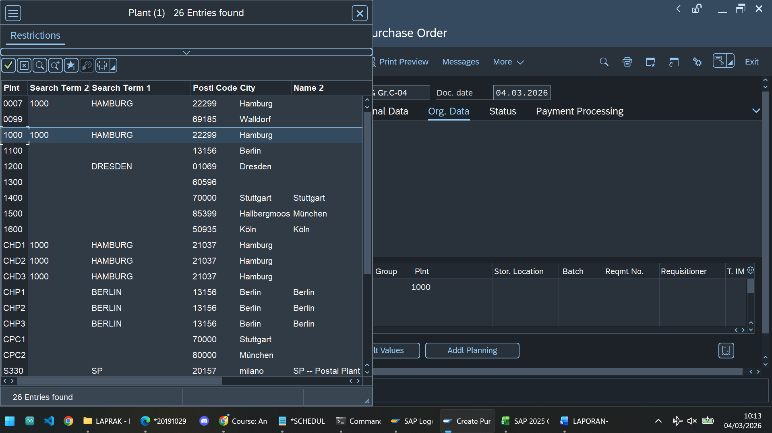 Plant (1) 26 Entries found
Restrictions
Plnt Search Term 2 Search Term 1 Postl Code City Name 2
0007 1000 HAMBURG 22299 Hamburg
0099 69185 Walldorf
1000 1000 HAMBURG 22299 Hamburg
1100 13156 Berlin
1200 DRESDEN 01069 Dresden
1300 60596
1400 70000 Stuttgart Stuttgart
1500 85399 Hallbergmoos München
1600 50935 Köln Köln
CHD1 1000 HAMBURG 21037 Hamburg
CHD2 1000 HAMBURG 21037 Hamburg
CHD3 1000 HAMBURG 21037 Hamburg
CHP1 BERLIN 13156 Berlin Berlin
CHP2 BERLIN 13156 Berlin Berlin
CHP3 BERLIN 13156 Berlin Berlin
CPC1 70000 Stuttgart
CPC2 80000 München
S330 SP 20157 milano SP -- Postal Plant
26 Entries found
urchase Order
Print Preview Messages More Exit
Gr.C-04 Doc. date 04.03.2026
nal Data Org. Data Status Payment Processing
Group Plnt Stor. Location Batch Reqmt No. Requisitioner T. IM
1000
lt Values Addl Planning
LAPRAK - I *20191029 Course: An *SCHEDUL Comman SAP Log Create Pur SAP 2025 LAPORAN-
10:13
04/03/2026